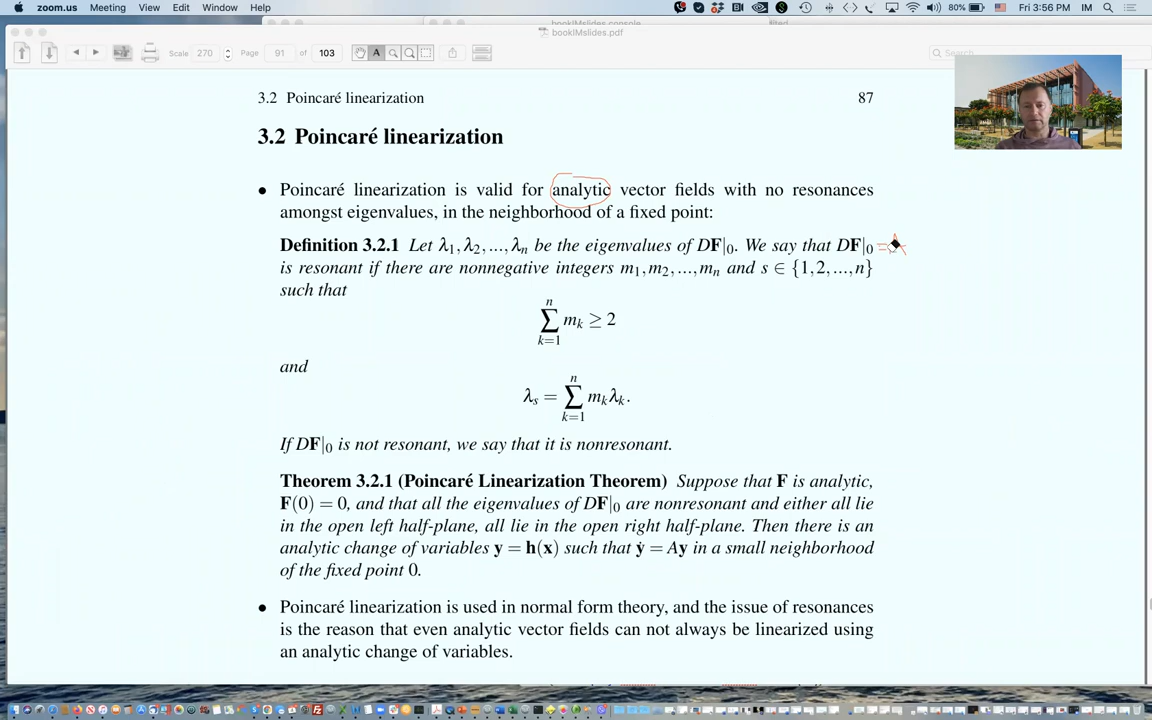 zoom.us Meeting View Edit Window Help 80% Fri 3:56 PM IM
bookIMslides.pdf
Scale 270 Page 91 of 103 A Search
3.2 Poincaré linearization 87
3.2 Poincaré linearization
• Poincaré linearization is valid for analytic vector fields with no resonances
amongst eigenvalues, in the neighborhood of a fixed point:
Definition 3.2.1 Let λ₁, λ₂, ..., λₙ be the eigenvalues of DF|₀. We say that DF|₀ = A
is resonant if there are nonnegative integers m₁, m₂, ..., mₙ and s ∈ {1, 2, ..., n}
such that
n
∑ mₖ ≥ 2
k=1
and
n
λₛ = ∑ mₖλₖ.
k=1
If DF|₀ is not resonant, we say that it is nonresonant.
Theorem 3.2.1 (Poincaré Linearization Theorem) Suppose that F is analytic,
F(0) = 0, and that all the eigenvalues of DF|₀ are nonresonant and either all lie
in the open left half-plane, all lie in the open right half-plane. Then there is an
analytic change of variables y = h(x) such that ẏ = Ay in a small neighborhood
of the fixed point 0.
• Poincaré linearization is used in normal form theory, and the issue of resonances
is the reason that even analytic vector fields can not always be linearized using
an analytic change of variables.